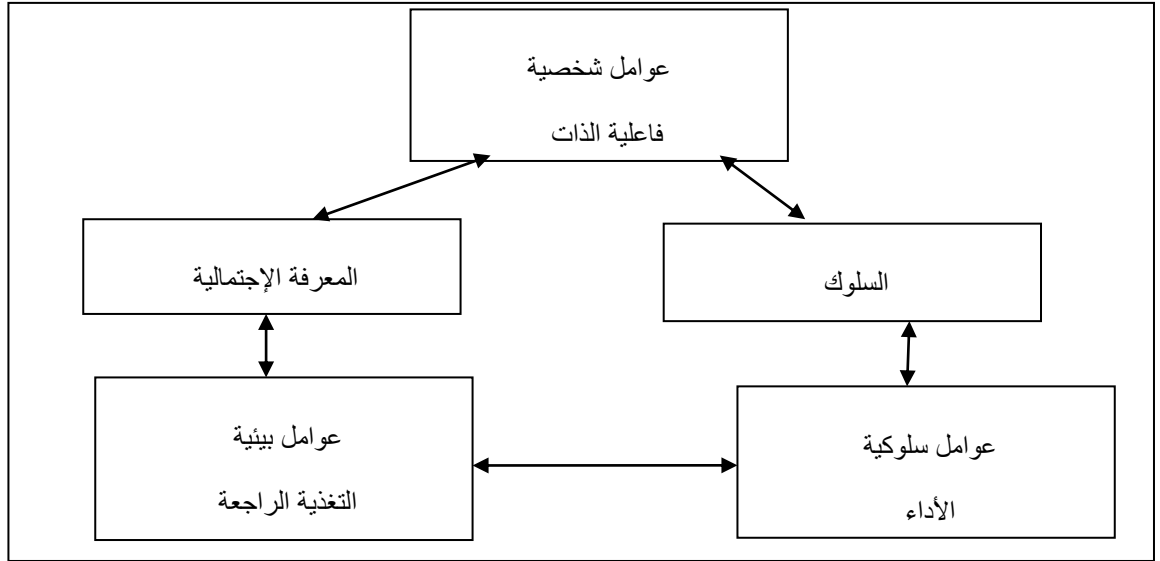 عوامل شخصية
فاعلية الذات
المعرفة الإجتمالية
السلوك
عوامل بيئية
التغذية الراجعة
عوامل سلوكية
الأداء